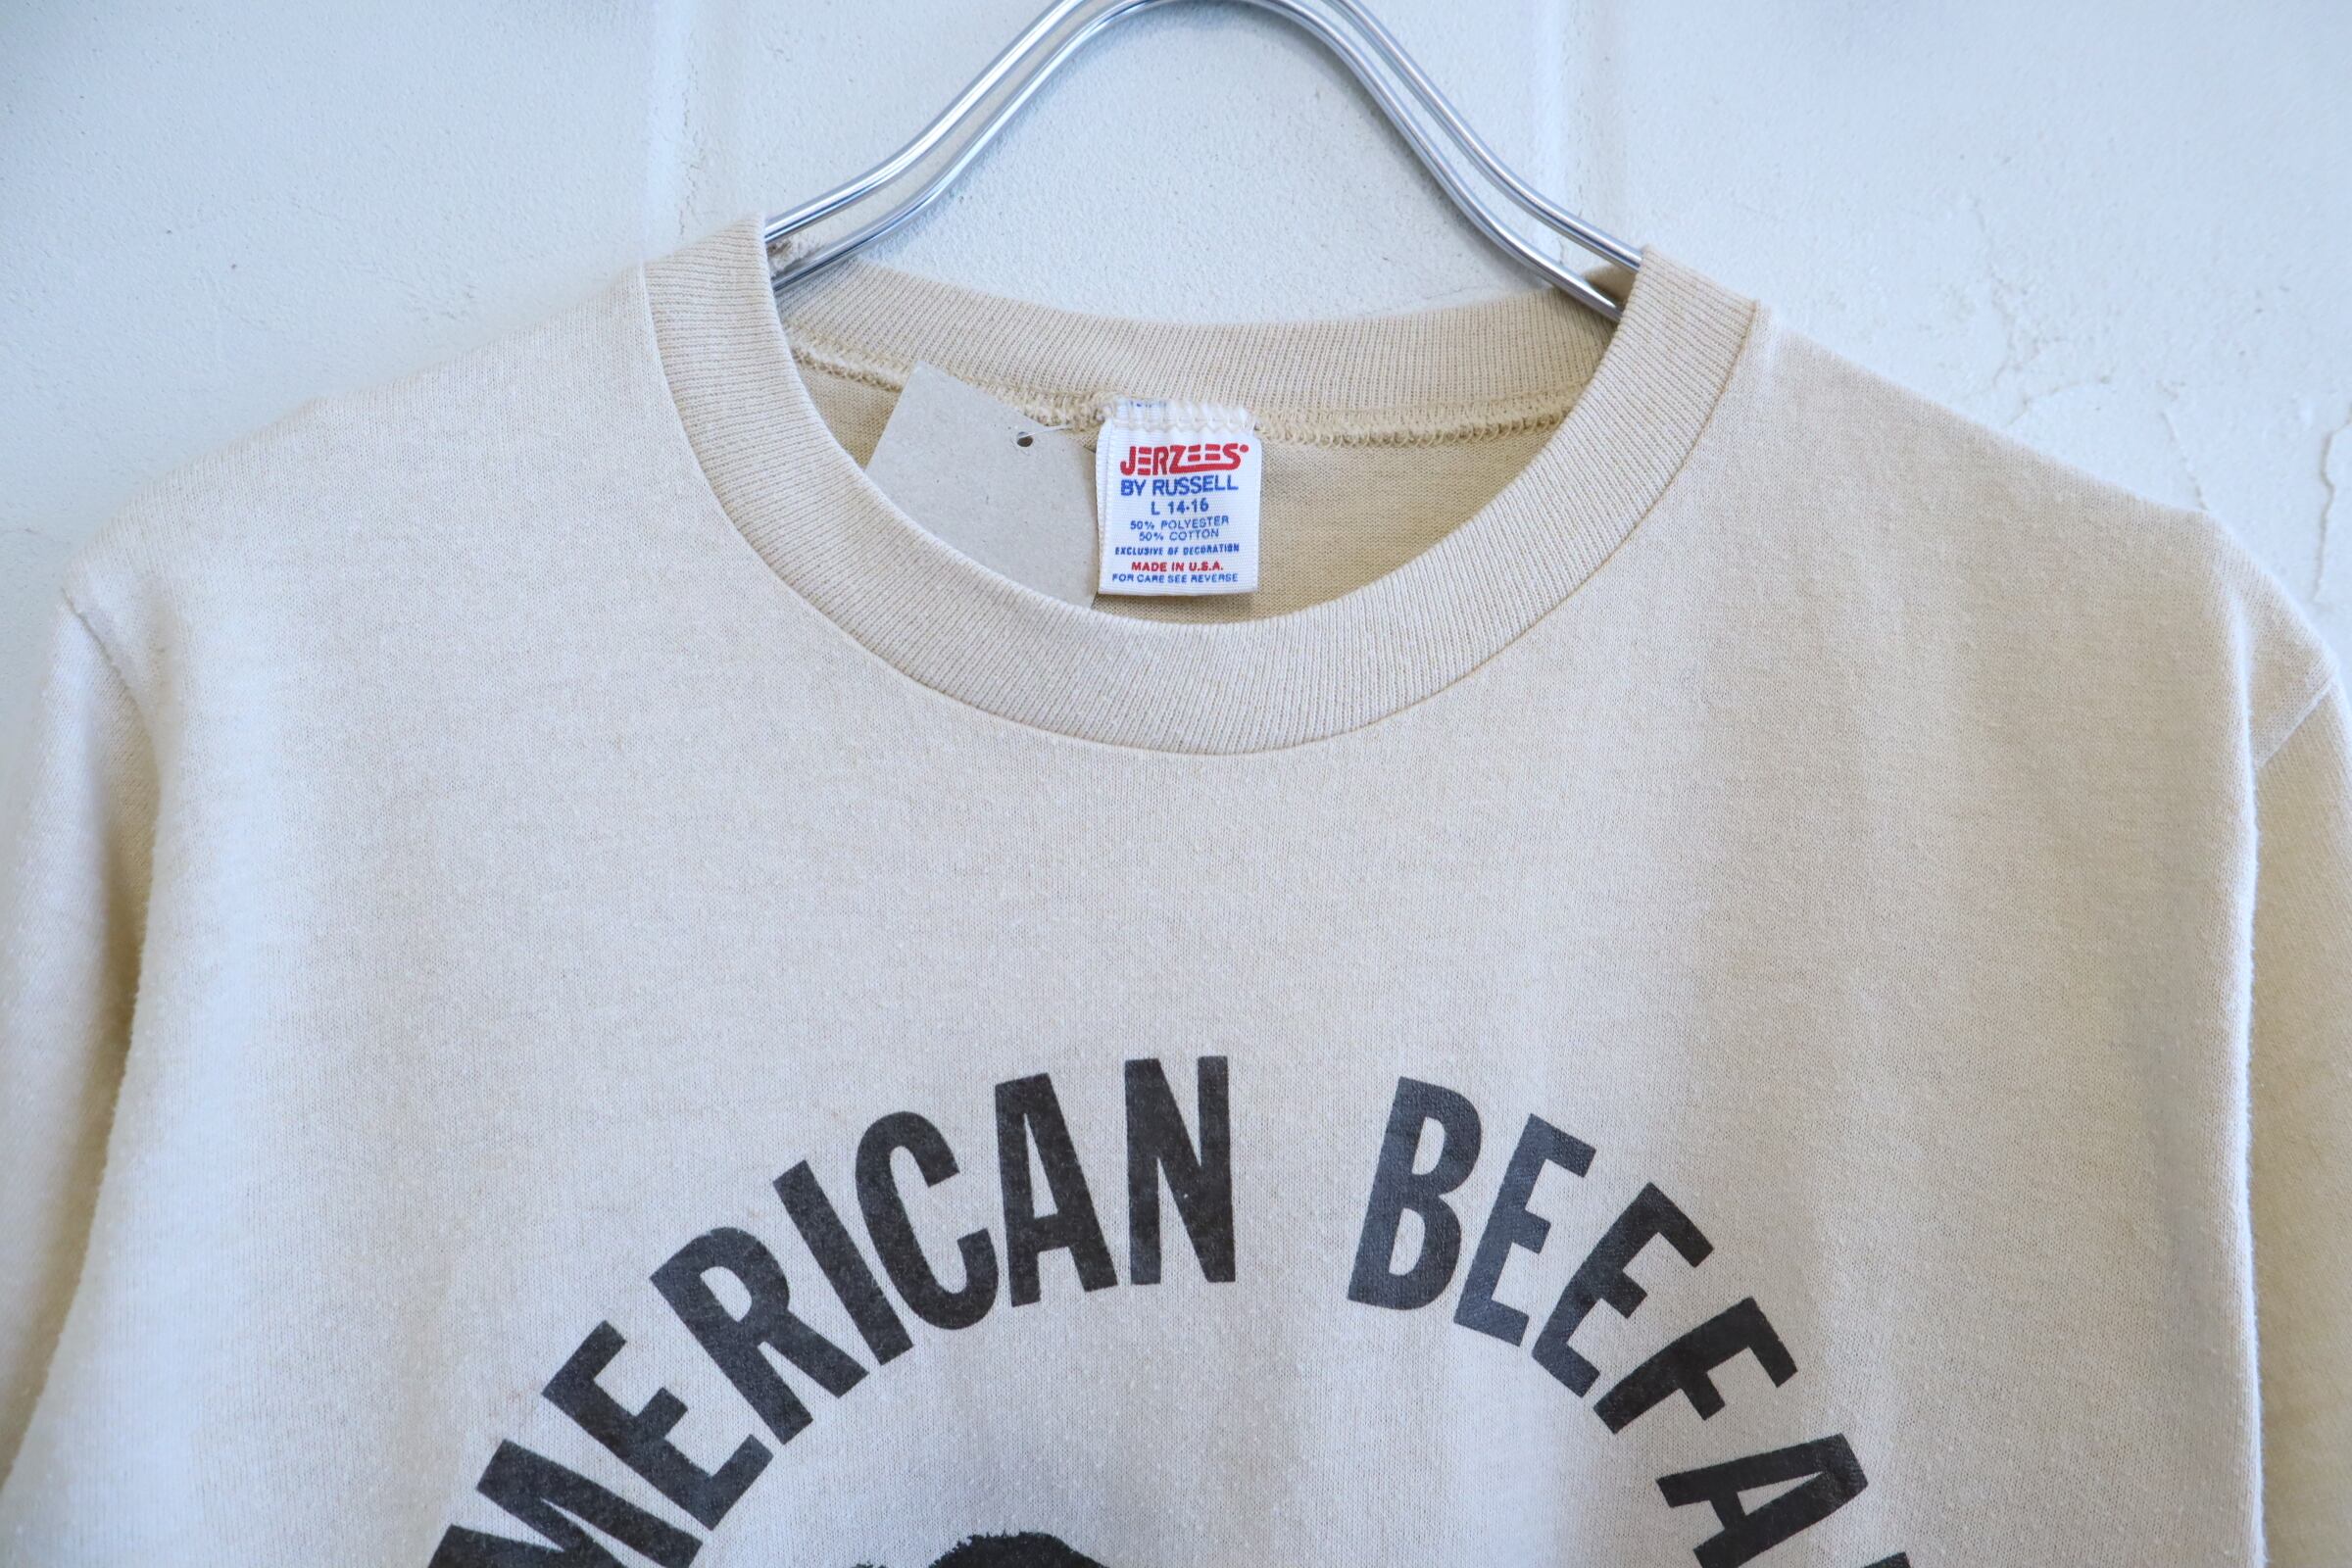 JERZEES
BY RUSSELL
L 14-16
50% POLYESTER
50% COTTON
EXCLUSIVE OF DECORATION
MADE IN U.S.A.
FOR CARE SEE REVERSE
MERICAN BEEFA